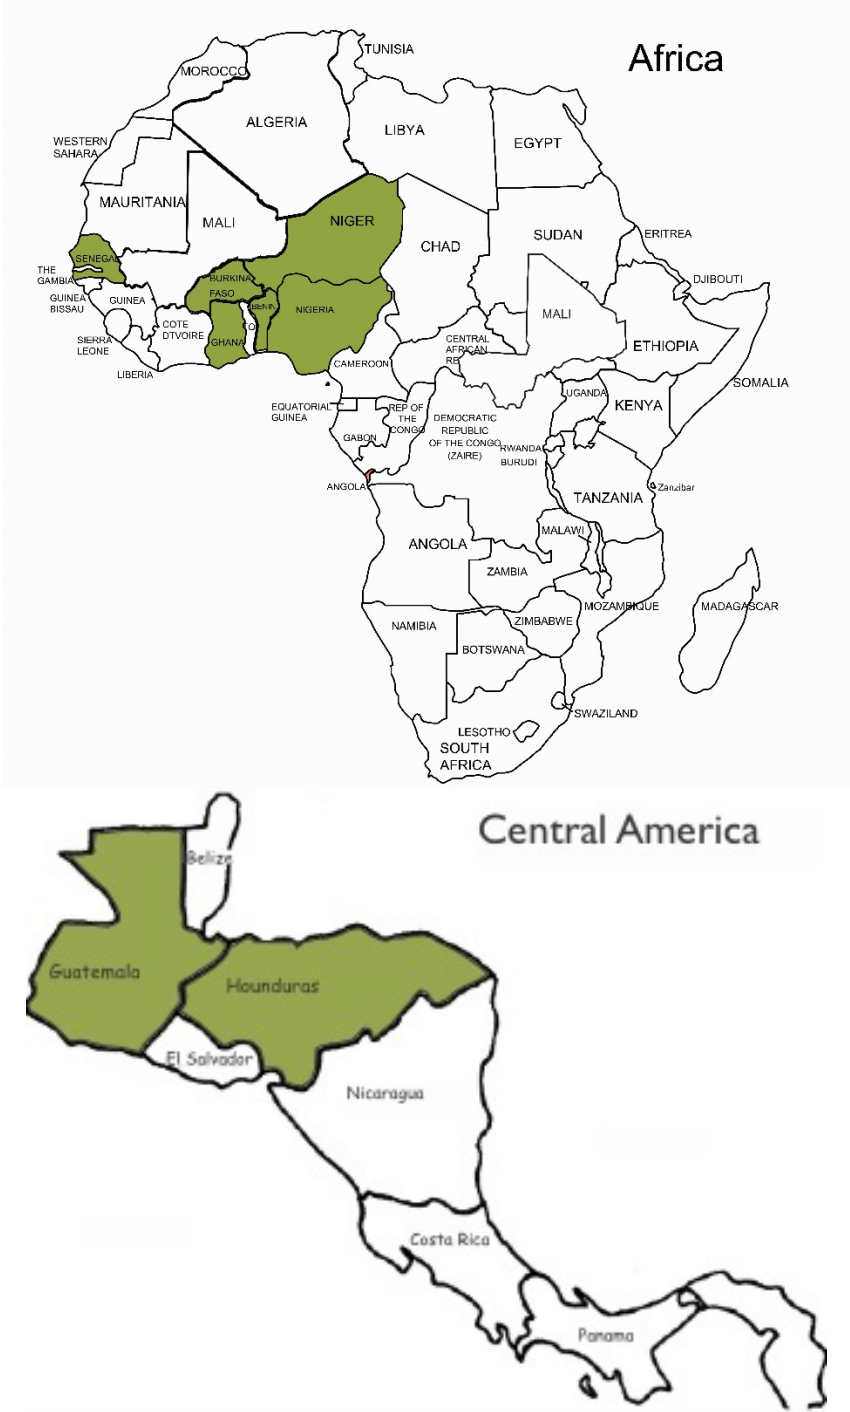 Africa
TUNISIA
MOROCCO
ALGERIA
LIBYA
EGYPT
WESTERN
SAHARA
MAURITANIA
MALI
NIGER
CHAD
SUDAN
ERITREA
DJIBOUTI
SENEGAL
THE
GAMBIA
GUINEA
BISSAU
GUINEA
SIERRA
LEONE
LIBERIA
COTE
DTVOIRE
BURKINA
FASO
GHANA
BENIN
NIGERIA
CAMEROON
CENTRAL
AFRICAN
RE
MALI
ETHIOPIA
SOMALIA
UGANDA
KENYA
EQUATORIAL
GUINEA
GABON
REP OF
THE
CONGO
DEMOCRATIC
REPUBLIC
OF THE CONGO
(ZAIRE)
RWANDA
BURUDI
ANGOLA
TANZANIA
Zanzibar
ANGOLA
MALAWI
ZAMBIA
MOZAMBIQUE
MADAGASCAR
NAMIBIA
ZIMBABWE
BOTSWANA
SWAZILAND
LESOTHO
SOUTH
AFRICA
Central America
Belize
Guatemala
Hounduras
El Salvador
Nicaragua
Costa Rica
Panama